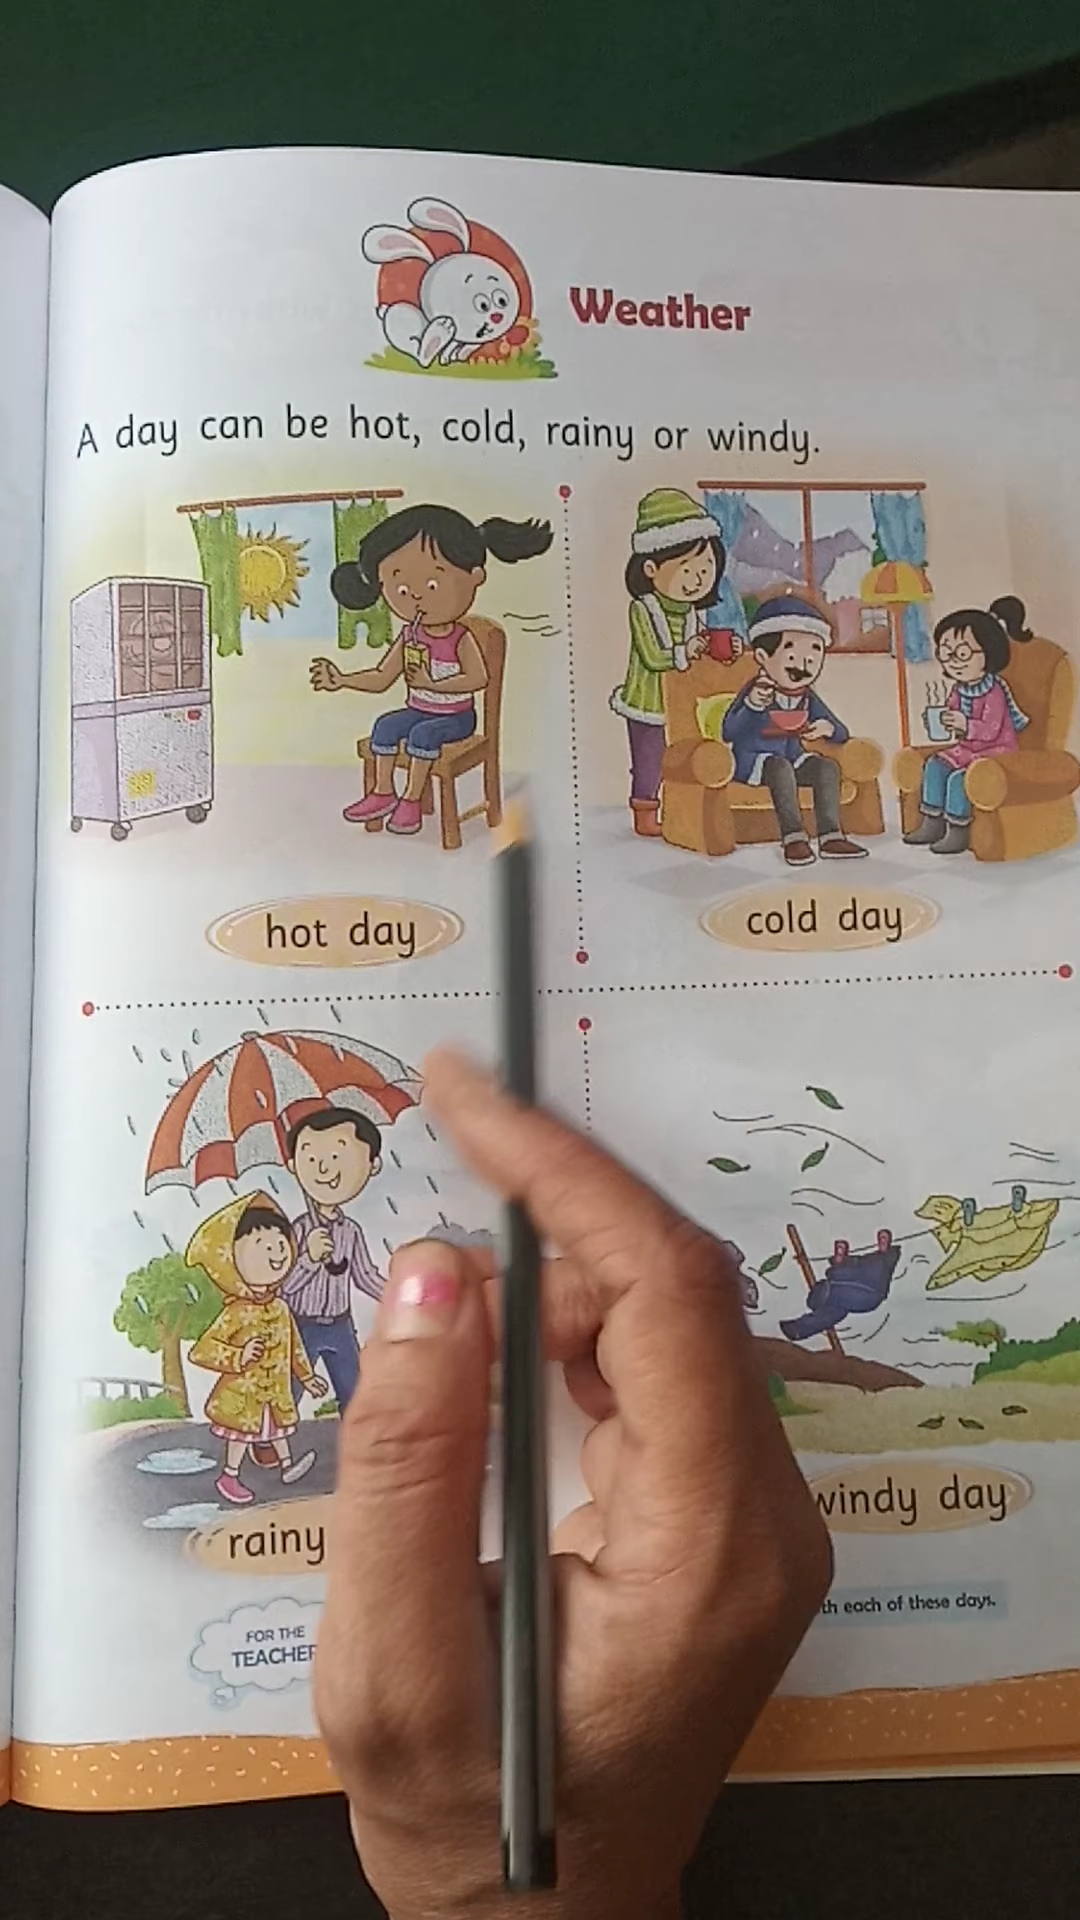 Weather
A day can be hot, cold, rainy or windy.
hot day
cold day
rainy
windy day
FOR THE
TEACHER
each of these days.